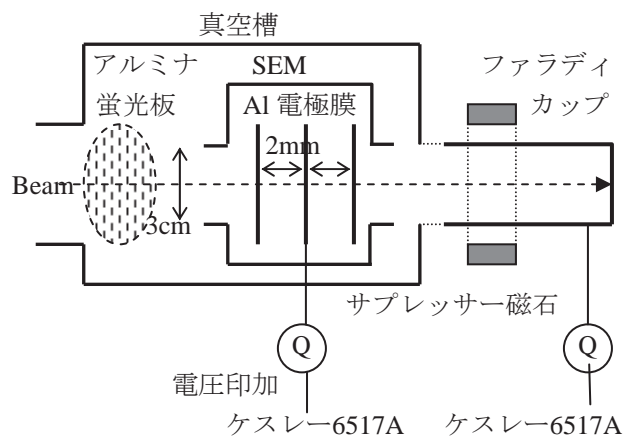 真空槽
アルミナ
蛍光板
SEM
Al 電極膜
2mm
ファラディ
カップ
Beam
3cm
サプレッサー磁石
Q
Q
電圧印加
ケスレー6517A
ケスレー6517A